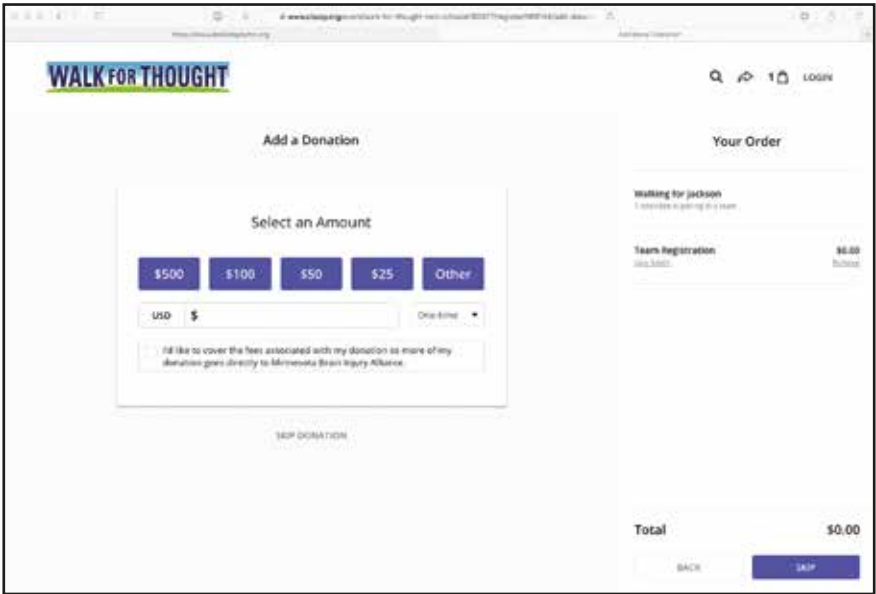 WALK FOR THOUGHT
1
LOGIN
Add a Donation
Select an Amount
$500 $100 $50 $25 Other
USD $ One-time
I'd like to cover the fees associated with my donation so more of my
donation goes directly to Minnesota Brain Injury Alliance.
SKIP DONATION
Your Order
Walking for Jackson
Team Registration $0.00
Total $0.00
BACK SKIP